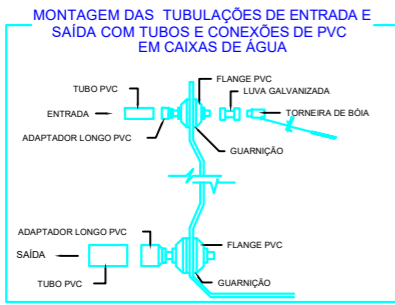 MONTAGEM DAS TUBULAÇÕES DE ENTRADA E
SAÍDA COM TUBOS E CONEXÕES DE PVC
EM CAIXAS DE ÁGUA
FLANGE PVC
TUBO PVC
LUVA GALVANIZADA
ENTRADA
TORNEIRA DE BÓIA
ADAPTADOR LONGO PVC
GUARNIÇÃO
ADAPTADOR LONGO PVC
FLANGE PVC
SAÍDA
TUBO PVC
GUARNIÇÃO